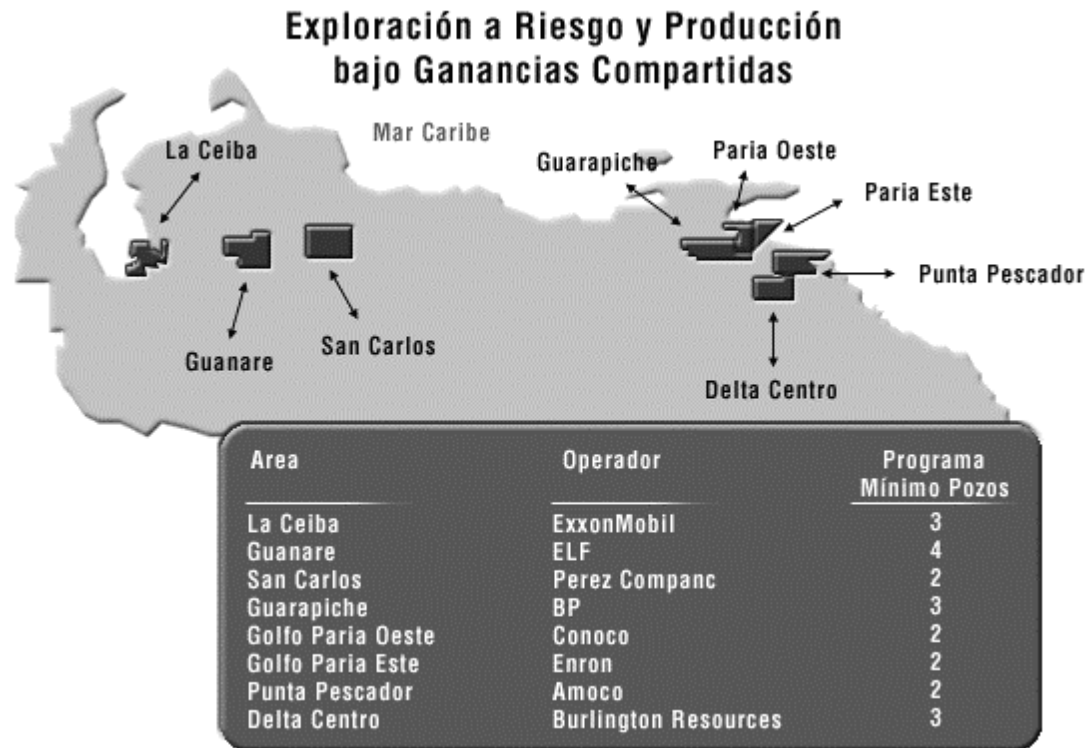 Exploración a Riesgo y Producción
bajo Ganancias Compartidas
Mar Caribe
La Ceiba
Guarapiche
Paria Oeste
Paria Este
Punta Pescador
Guanare
San Carlos
Delta Centro
Area Operador Programa
Mínimo Pozos
La Ceiba ExxonMobil 3
Guanare ELF 4
San Carlos Perez Companc 2
Guarapiche BP 3
Golfo Paria Oeste Conoco 2
Golfo Paria Este Enron 2
Punta Pescador Amoco 2
Delta Centro Burlington Resources 3